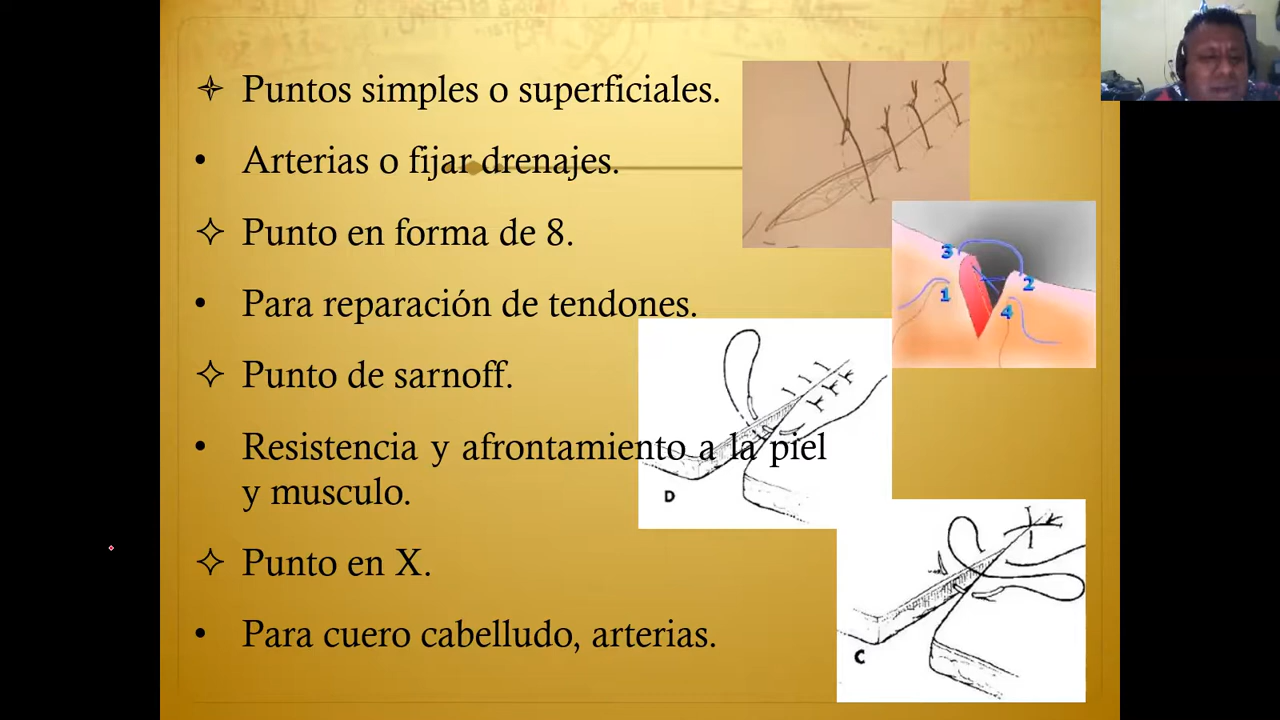 Puntos simples o superficiales.
Arterias o fijar drenajes.
Punto en forma de 8.
Para reparación de tendones.
Punto de sarnoff.
Resistencia y afrontamiento a la piel
y musculo.
Punto en X.
Para cuero cabelludo, arterias.
3
1
2
4
D
C